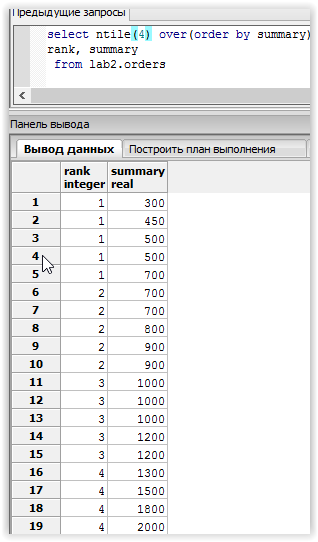 Предыдущие запросы
select ntile(4) over(order by summary)
rank, summary
from lab2.orders
Панель вывода
Вывод данных Построить план выполнения
rank summary
integer real
1 1 300
2 1 450
3 1 500
4 1 500
5 1 700
6 2 700
7 2 700
8 2 800
9 2 900
10 2 900
11 3 1000
12 3 1000
13 3 1000
14 3 1200
15 3 1200
16 4 1300
17 4 1500
18 4 1800
19 4 2000